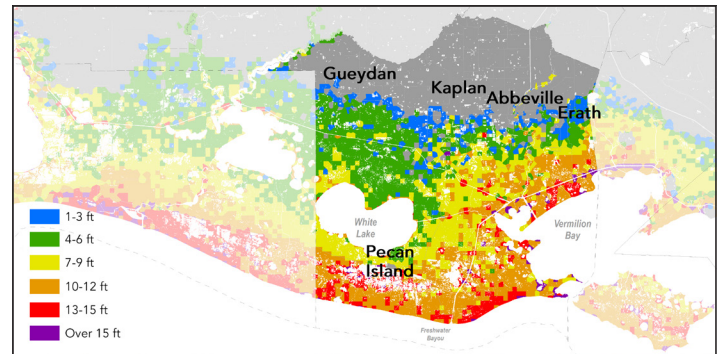 Gueydan
Kaplan
Abbeville
Erath
White
Lake
Vermilion
Bay
Pecan
Island
Freshwater
Bayou
1-3 ft
4-6 ft
7-9 ft
10-12 ft
13-15 ft
Over 15 ft